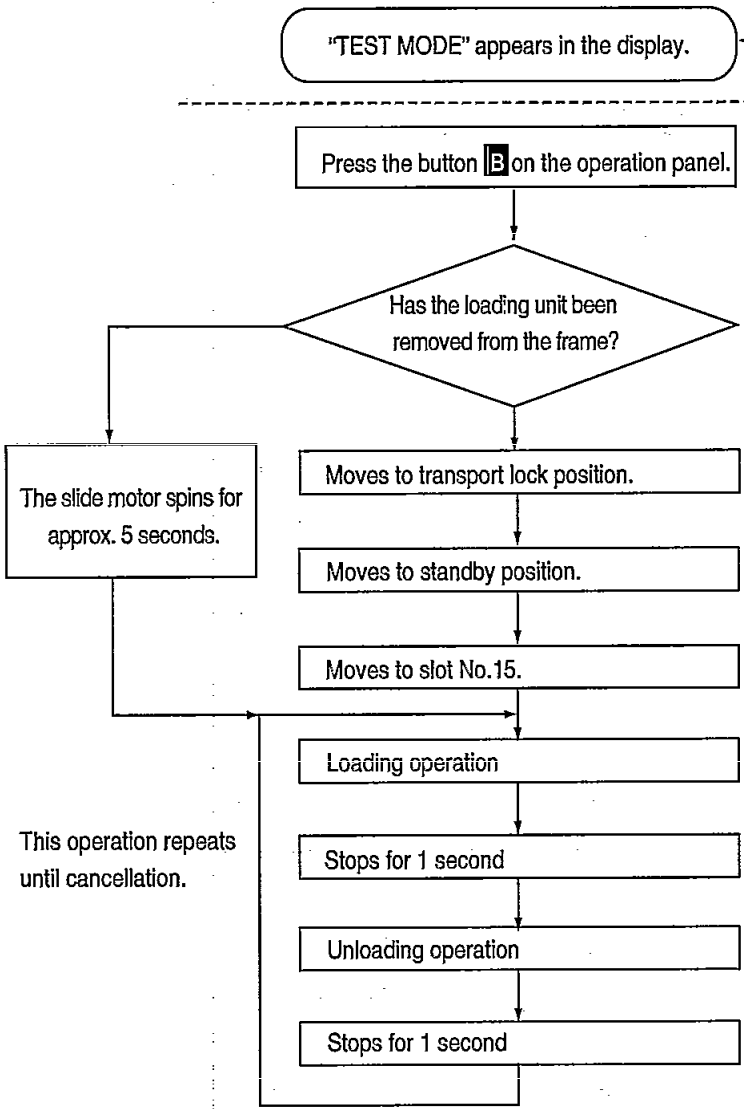 "TEST MODE" appears in the display.
Press the button B on the operation panel.
Has the loading unit been
removed from the frame?
The slide motor spins for
approx. 5 seconds.
Moves to transport lock position.
Moves to standby position.
Moves to slot No.15.
Loading operation
This operation repeats
until cancellation.
Stops for 1 second
Unloading operation
Stops for 1 second